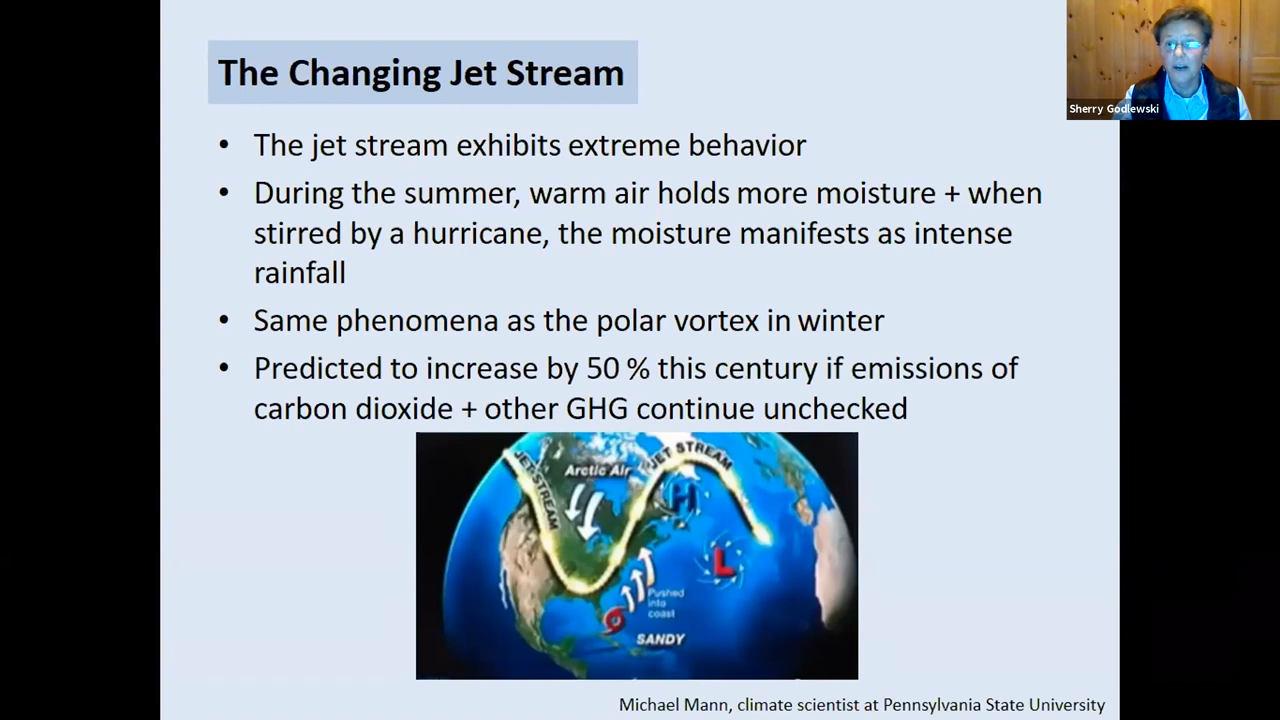 The Changing Jet Stream
Sherry Godlewski
• The jet stream exhibits extreme behavior
• During the summer, warm air holds more moisture + when
stirred by a hurricane, the moisture manifests as intense
rainfall
• Same phenomena as the polar vortex in winter
• Predicted to increase by 50 % this century if emissions of
carbon dioxide + other GHG continue unchecked
JET STREAM
Arctic Air
JET STREAM
H
L
Pushed
into
coast
SANDY
Michael Mann, climate scientist at Pennsylvania State University